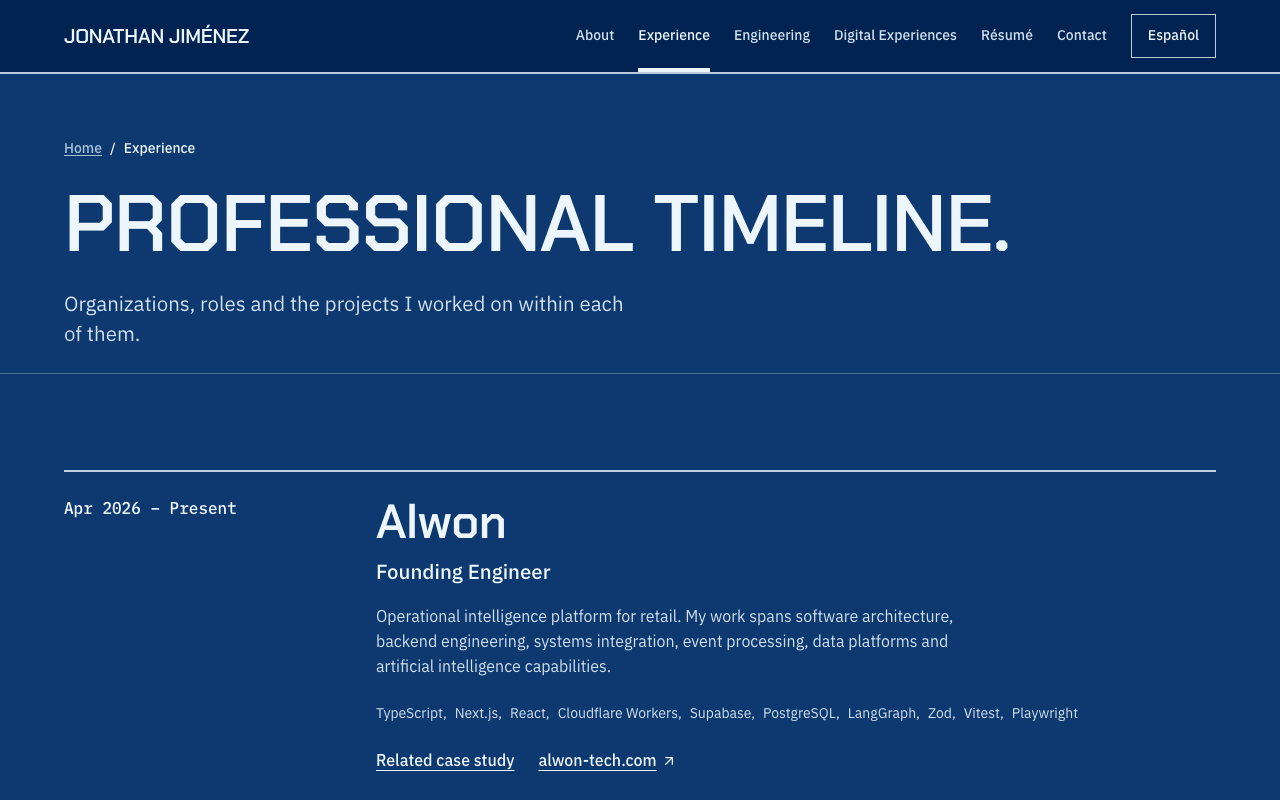 JONATHAN JIMÉNEZ
About Experience Engineering Digital Experiences Résumé Contact Español
Home / Experience
PROFESSIONAL TIMELINE.
Organizations, roles and the projects I worked on within each
of them.
Apr 2026 – Present
Alwon
Founding Engineer
Operational intelligence platform for retail. My work spans software architecture,
backend engineering, systems integration, event processing, data platforms and
artificial intelligence capabilities.
TypeScript, Next.js, React, Cloudflare Workers, Supabase, PostgreSQL, LangGraph, Zod, Vitest, Playwright
Related case study alwon-tech.com ↗